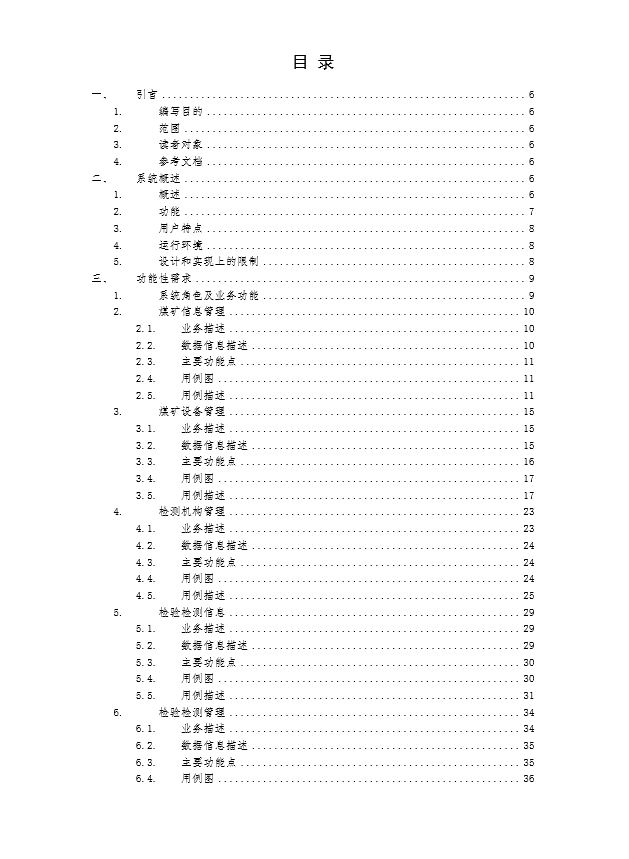 目 录
一、 引言 6
1. 编写目的 6
2. 范围 6
3. 读者对象 6
4. 参考文档 6
二、 系统概述 6
1. 概述 6
2. 功能 7
3. 用户特点 8
4. 运行环境 8
5. 设计和实现上的限制 8
三、 功能性需求 9
1. 系统角色及业务功能 9
2. 煤矿信息管理 10
2.1. 业务描述 10
2.2. 数据信息描述 10
2.3. 主要功能点 11
2.4. 用例图 11
2.5. 用例描述 11
3. 煤矿设备管理 15
3.1. 业务描述 15
3.2. 数据信息描述 15
3.3. 主要功能点 16
3.4. 用例图 17
3.5. 用例描述 17
4. 检测机构管理 23
4.1. 业务描述 23
4.2. 数据信息描述 24
4.3. 主要功能点 24
4.4. 用例图 24
4.5. 用例描述 25
5. 检验检测信息 29
5.1. 业务描述 29
5.2. 数据信息描述 29
5.3. 主要功能点 30
5.4. 用例图 30
5.5. 用例描述 31
6. 检验检测管理 34
6.1. 业务描述 34
6.2. 数据信息描述 35
6.3. 主要功能点 35
6.4. 用例图 36